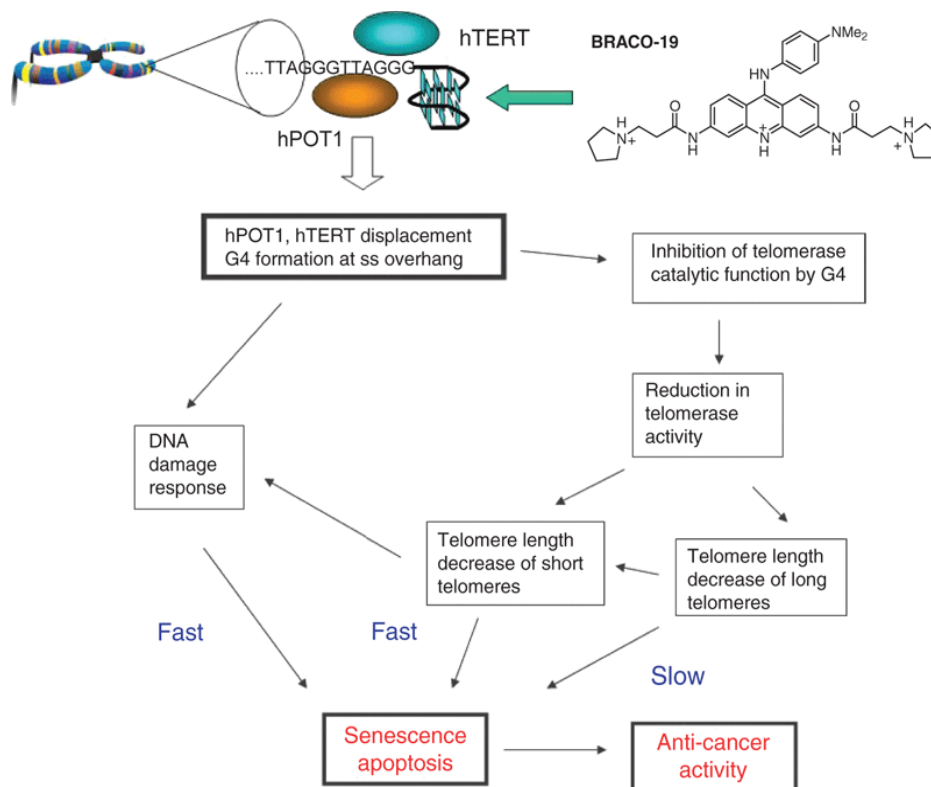 hTERT
BRACO-19
NMe2
HN
....TTAGGGTTAGGG
hPOT1
H
N
+
O
N
H
+
N
H
O
N
H
H
N
+
hPOT1, hTERT displacement
G4 formation at ss overhang
Inhibition of telomerase
catalytic function by G4
Reduction in
telomerase
activity
DNA
damage
response
Telomere length
decrease of short
telomeres
Telomere length
decrease of long
telomeres
Fast
Fast
Slow
Senescence
apoptosis
Anti-cancer
activity